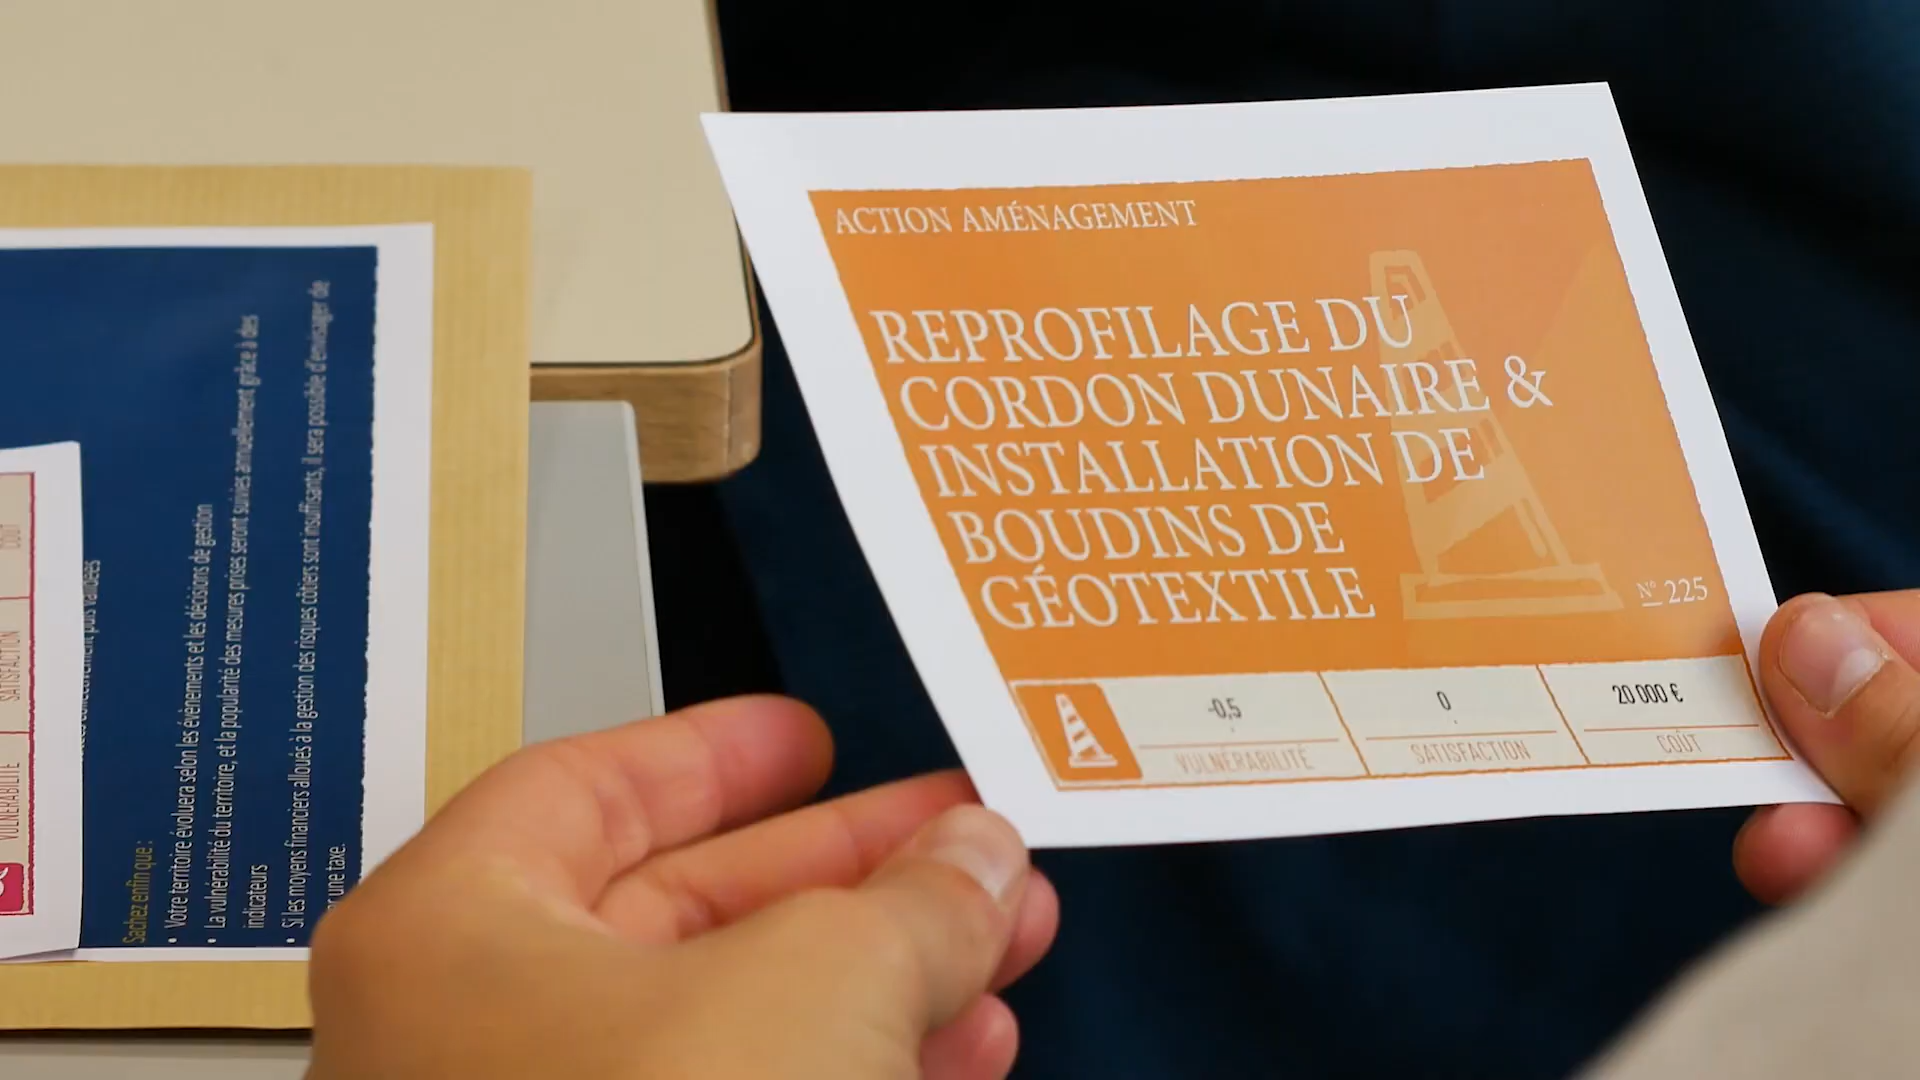 ACTION AMÉNAGEMENT
REPROFILAGE DU
CORDON DUNAIRE &
INSTALLATION DE
BOUDINS DE
GÉOTEXTILE
N° 225
-0,5
VULNÉRABILITÉ
0
SATISFACTION
20 000 €
COÛT
puis validées
Sachez enfin que :
• Votre territoire évoluera selon les évènements et les décisions de gestion
• La vulnérabilité du territoire, et la popularité des mesures prises seront suivies annuellement grâce à des
indicateurs
• Si les moyens financiers alloués à la gestion des risques côtiers sont insuffisants, il sera possible d'envisager de
une taxe.
VULNÉRABILITÉ
SATISFACTION
COÛT